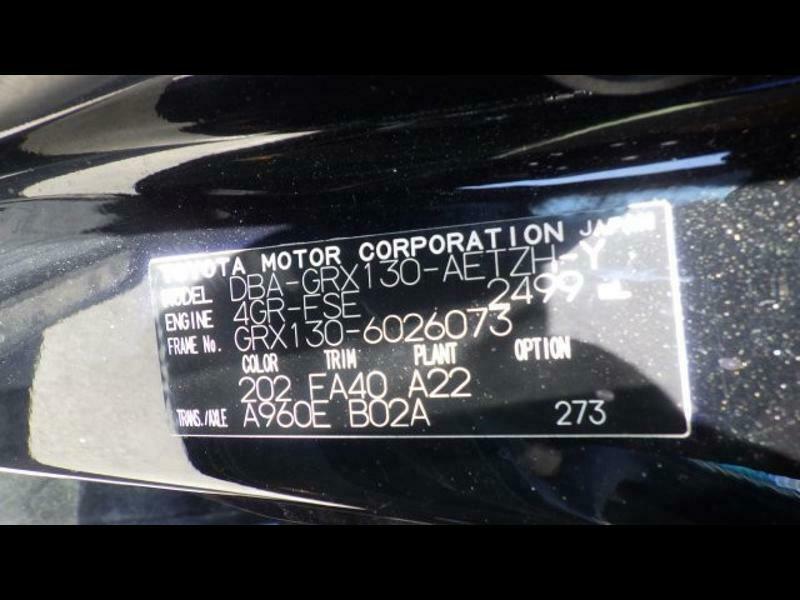 TOYOTA MOTOR CORPORATION JAPAN
MODEL DBA-GRX130-AETZH-Y
ENGINE 4GR-FSE 2499 mL
FRAME No. GRX130-6026073
COLOR TRIM PLANT OPTION
202 FA40 A22
TRANS./AXLE A960E B02A 273